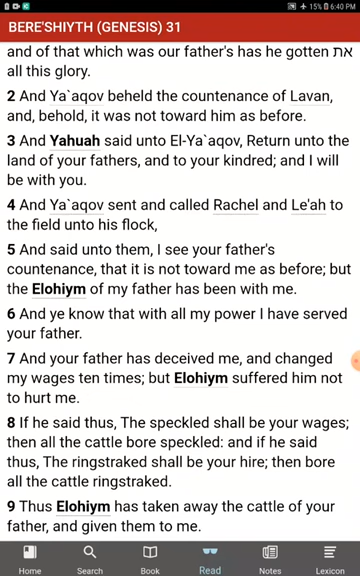 15% 6:40 PM
BERE'SHIYTH (GENESIS) 31
and of that which was our father's has he gotten את
all this glory.
2 And Ya`aqov beheld the countenance of Lavan,
and, behold, it was not toward him as before.
3 And Yahuah said unto El-Ya`aqov, Return unto the
land of your fathers, and to your kindred; and I will
be with you.
4 And Ya`aqov sent and called Rachel and Le'ah to
the field unto his flock,
5 And said unto them, I see your father's
countenance, that it is not toward me as before; but
the Elohiym of my father has been with me.
6 And ye know that with all my power I have served
your father.
7 And your father has deceived me, and changed
my wages ten times; but Elohiym suffered him not
to hurt me.
8 If he said thus, The speckled shall be your wages;
then all the cattle bore speckled: and if he said
thus, The ringstraked shall be your hire; then bore
all the cattle ringstraked.
9 Thus Elohiym has taken away the cattle of your
father, and given them to me.
Home Search Book Read Notes Lexicon